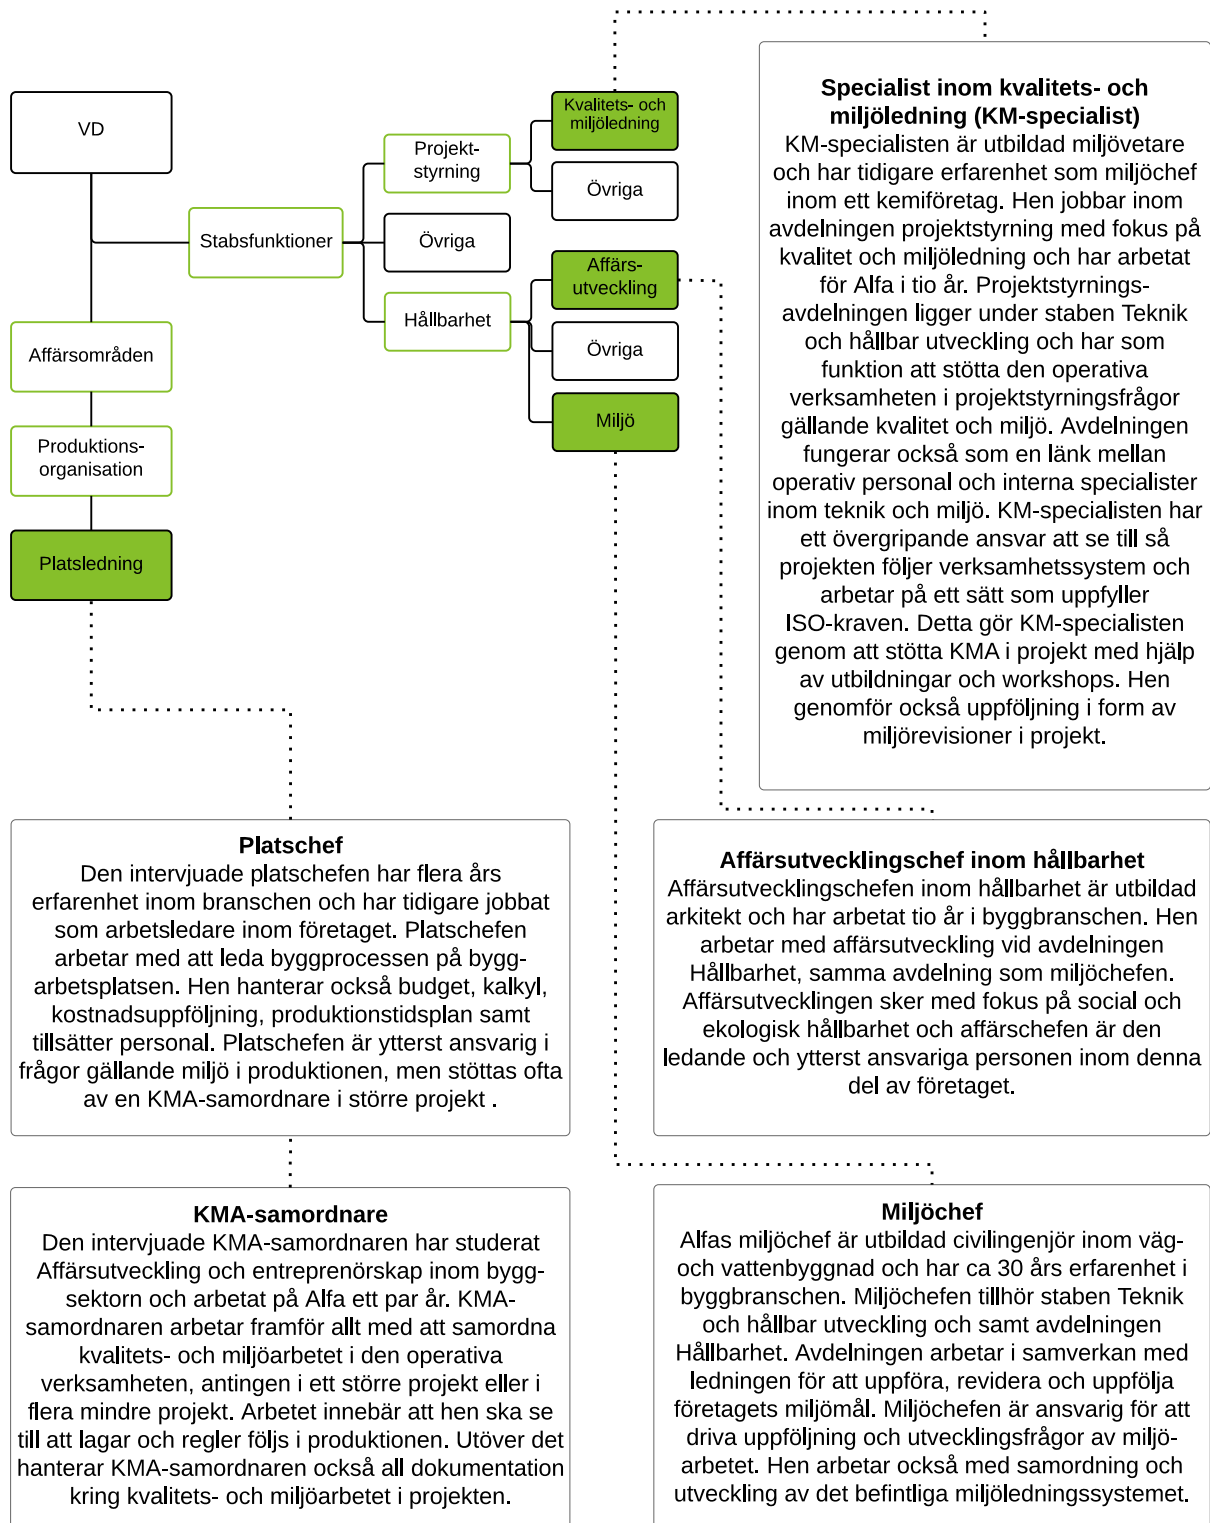 VD
Stabsfunktioner
Affärsområden
Produktions-
organisation
Platsledning
Projekt-
styrning
Övriga
Hållbarhet
Kvalitets- och
miljöledning
Övriga
Affärs-
utveckling
Övriga
Miljö
Specialist inom kvalitets- och
miljöledning (KM-specialist)
KM-specialisten är utbildad miljövetare
och har tidigare erfarenhet som miljöchef
inom ett kemiföretag. Hen jobbar inom
avdelningen projektstyrning med fokus på
kvalitet och miljöledning och har arbetat
för Alfa i tio år. Projektstyrnings-
avdelningen ligger under staben Teknik
och hållbar utveckling och har som
funktion att stötta den operativa
verksamheten i projektstyrningsfrågor
gällande kvalitet och miljö. Avdelningen
fungerar också som en länk mellan
operativ personal och interna specialister
inom teknik och miljö. KM-specialisten har
ett övergripande ansvar att se till så
projekten följer verksamhetssystem och
arbetar på ett sätt som uppfyller
ISO-kraven. Detta gör KM-specialisten
genom att stötta KMA i projekt med hjälp
av utbildningar och workshops. Hen
genomför också uppföljning i form av
miljörevisioner i projekt.
Platschef
Den intervjuade platschefen har flera års
erfarenhet inom branschen och har tidigare jobbat
som arbetsledare inom företaget. Platschefen
arbetar med att leda byggprocessen på bygg-
arbetsplatsen. Hen hanterar också budget, kalkyl,
kostnadsuppföljning, produktionstidsplan samt
tillsätter personal. Platschefen är ytterst ansvarig i
frågor gällande miljö i produktionen, men stöttas ofta
av en KMA-samordnare i större projekt .
Affärsutvecklingschef inom hållbarhet
Affärsutvecklingschefen inom hållbarhet är utbildad
arkitekt och har arbetat tio år i byggbranschen. Hen
arbetar med affärsutveckling vid avdelningen
Hållbarhet, samma avdelning som miljöchefen.
Affärsutvecklingen sker med fokus på social och
ekologisk hållbarhet och affärschefen är den
ledande och ytterst ansvariga personen inom denna
del av företaget.
KMA-samordnare
Den intervjuade KMA-samordnaren har studerat
Affärsutveckling och entreprenörskap inom bygg-
sektorn och arbetat på Alfa ett par år. KMA-
samordnaren arbetar framför allt med att samordna
kvalitets- och miljöarbetet i den operativa
verksamheten, antingen i ett större projekt eller i
flera mindre projekt. Arbetet innebär att hen ska se
till att lagar och regler följs i produktionen. Utöver det
hanterar KMA-samordnaren också all dokumentation
kring kvalitets- och miljöarbetet i projekten.
Miljöchef
Alfas miljöchef är utbildad civilingenjör inom väg-
och vattenbyggnad och har ca 30 års erfarenhet i
byggbranschen. Miljöchefen tillhör staben Teknik
och hållbar utveckling och samt avdelningen
Hållbarhet. Avdelningen arbetar i samverkan med
ledningen för att uppföra, revidera och uppfölja
företagets miljömål. Miljöchefen är ansvarig för att
driva uppföljning och utvecklingsfrågor av miljö-
arbetet. Hen arbetar också med samordning och
utveckling av det befintliga miljöledningssystemet.